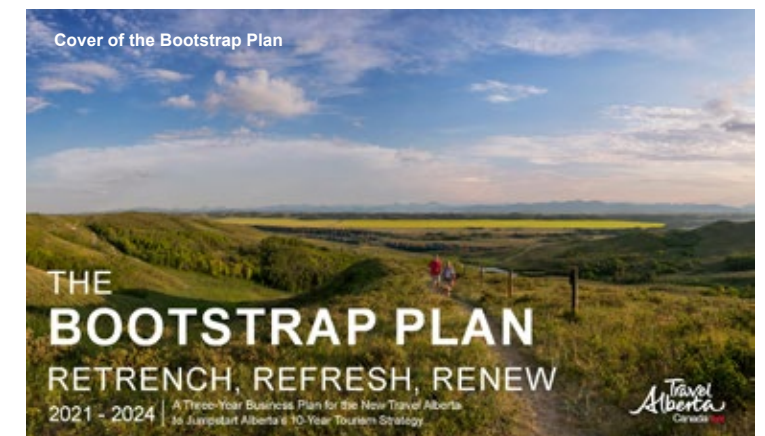 Cover of the Bootstrap Plan
THE
BOOTSTRAP PLAN
RETRENCH, REFRESH, RENEW
2021 - 2024
A Three-Year Business Plan for the New Travel Alberta
to Jumpstart Alberta's 10-Year Tourism Strategy
Travel
Alberta
Canada